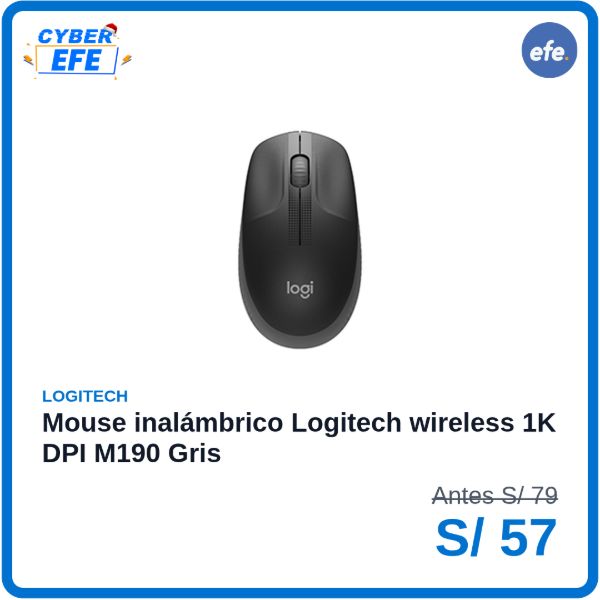 CYBER
EFE
efe.
logi
LOGITECH
Mouse inalámbrico Logitech wireless 1K
DPI M190 Gris
Antes S/ 79
S/ 57